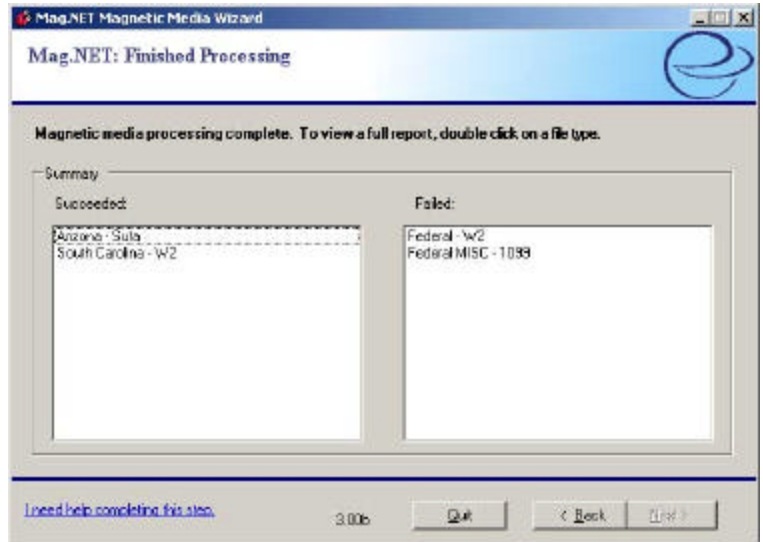 Mag.NET Magnetic Media Wizard
Mag.NET: Finished Processing
Magnetic media processing complete. To view a full report, double click on a file type.
Summary
Succeeded:
Failed:
Arizona - Suta
South Carolina - W2
Federal - W2
Federal MISC - 1099
I need help completing this step.
3.00b
Quit
< Back
Next >